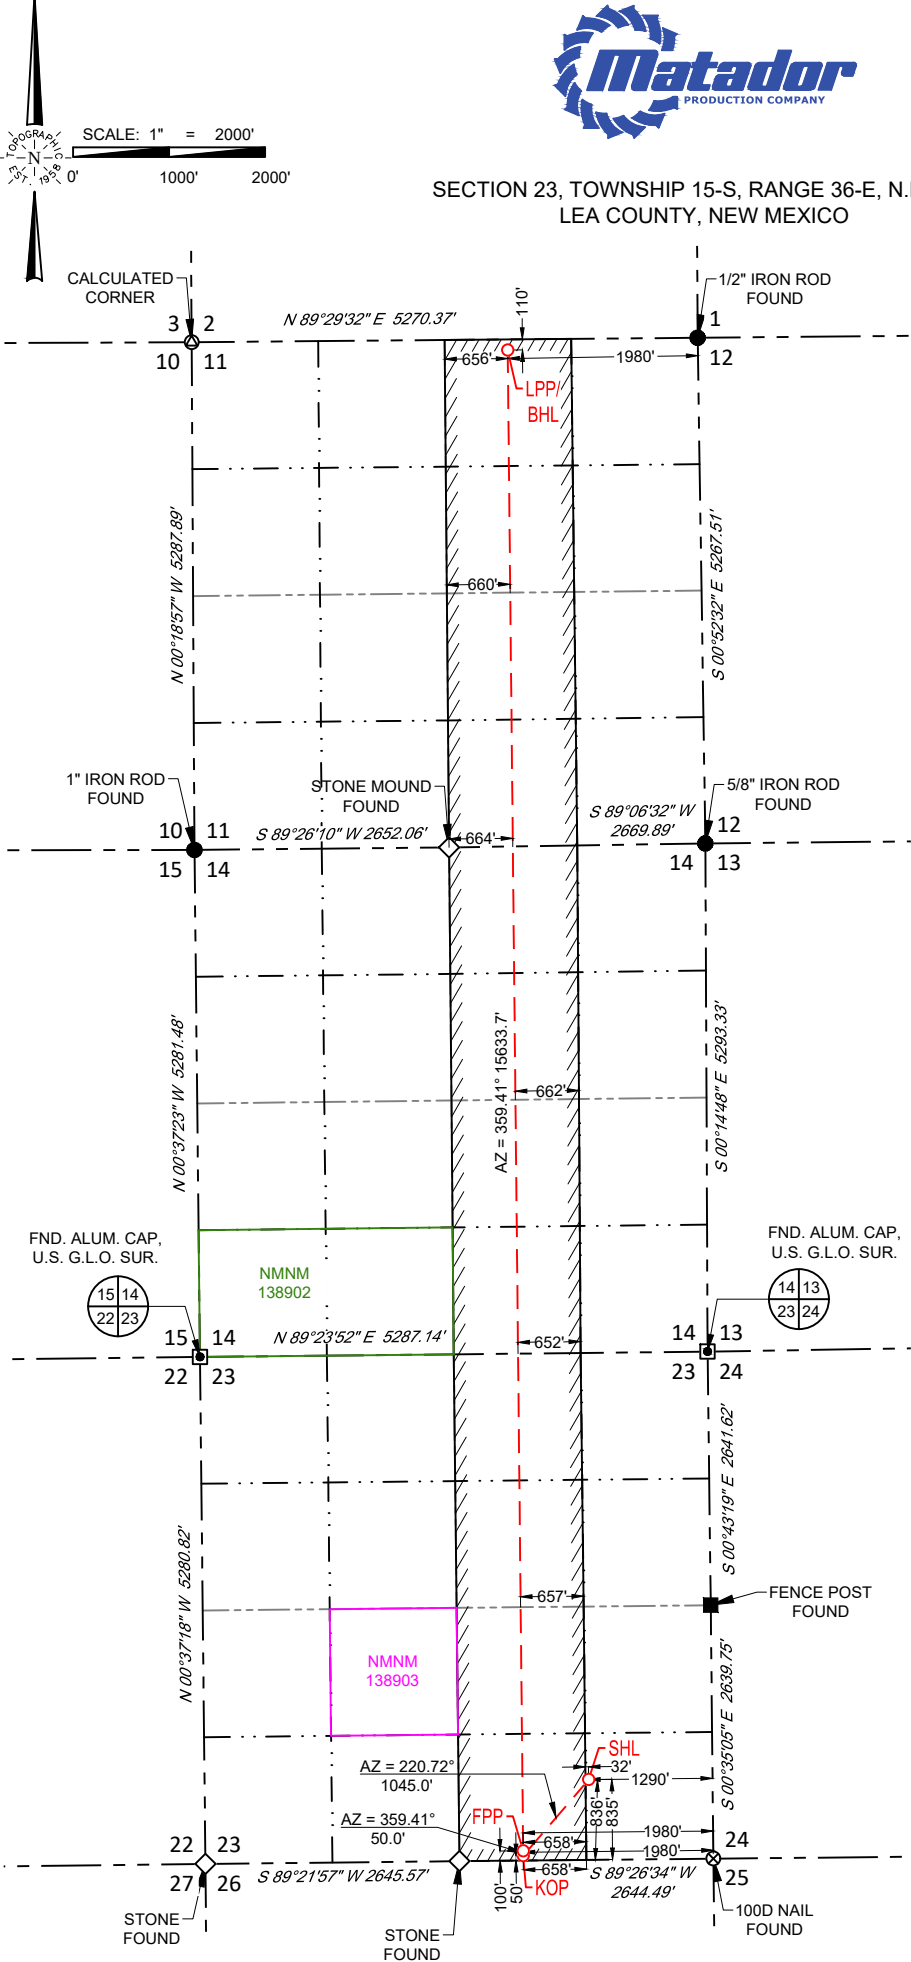 Matador
PRODUCTION COMPANY
TOPOGRAPHIC
N
EST. 1958
SCALE: 1" = 2000'
0' 1000' 2000'
SECTION 23, TOWNSHIP 15-S, RANGE 36-E, N.
LEA COUNTY, NEW MEXICO
CALCULATED
CORNER
1/2" IRON ROD
FOUND
N 89°29'32" E 5270.37'
110'
3 2
10 11
1
12
656'
1980'
LPP/
BHL
N 00°18'57" W 5287.89'
S 00°52'32" E 5267.51'
660'
1" IRON ROD
FOUND
STONE MOUND
FOUND
5/8" IRON ROD
FOUND
S 89°26'10" W 2652.06'
S 89°06'32" W
2669.89'
664'
10 11
15 14
12
14 13
N 00°37'23" W 5281.48'
AZ = 359.41° 15633.7'
S 00°14'48" E 5293.33'
662'
FND. ALUM. CAP,
U.S. G.L.O. SUR.
15 14
22 23
FND. ALUM. CAP,
U.S. G.L.O. SUR.
14 13
23 24
NMNM
138902
15 14
22 23
N 89°23'52" E 5287.14'
652'
14 13
23 24
S 00°43'19" E 2641.62'
N 00°37'18" W 5280.82'
657'
FENCE POST
FOUND
NMNM
138903
S 00°35'05" E 2639.75'
SHL
32'
1290'
AZ = 220.72°
1045.0'
836'
835'
FPP
AZ = 359.41°
50.0'
1980'
658'
1980'
22 23
27 26
24
25
S 89°21'57" W 2645.57'
100'
50'
658'
KOP
S 89°26'34" W
2644.49'
STONE
FOUND
STONE
FOUND
100D NAIL
FOUND